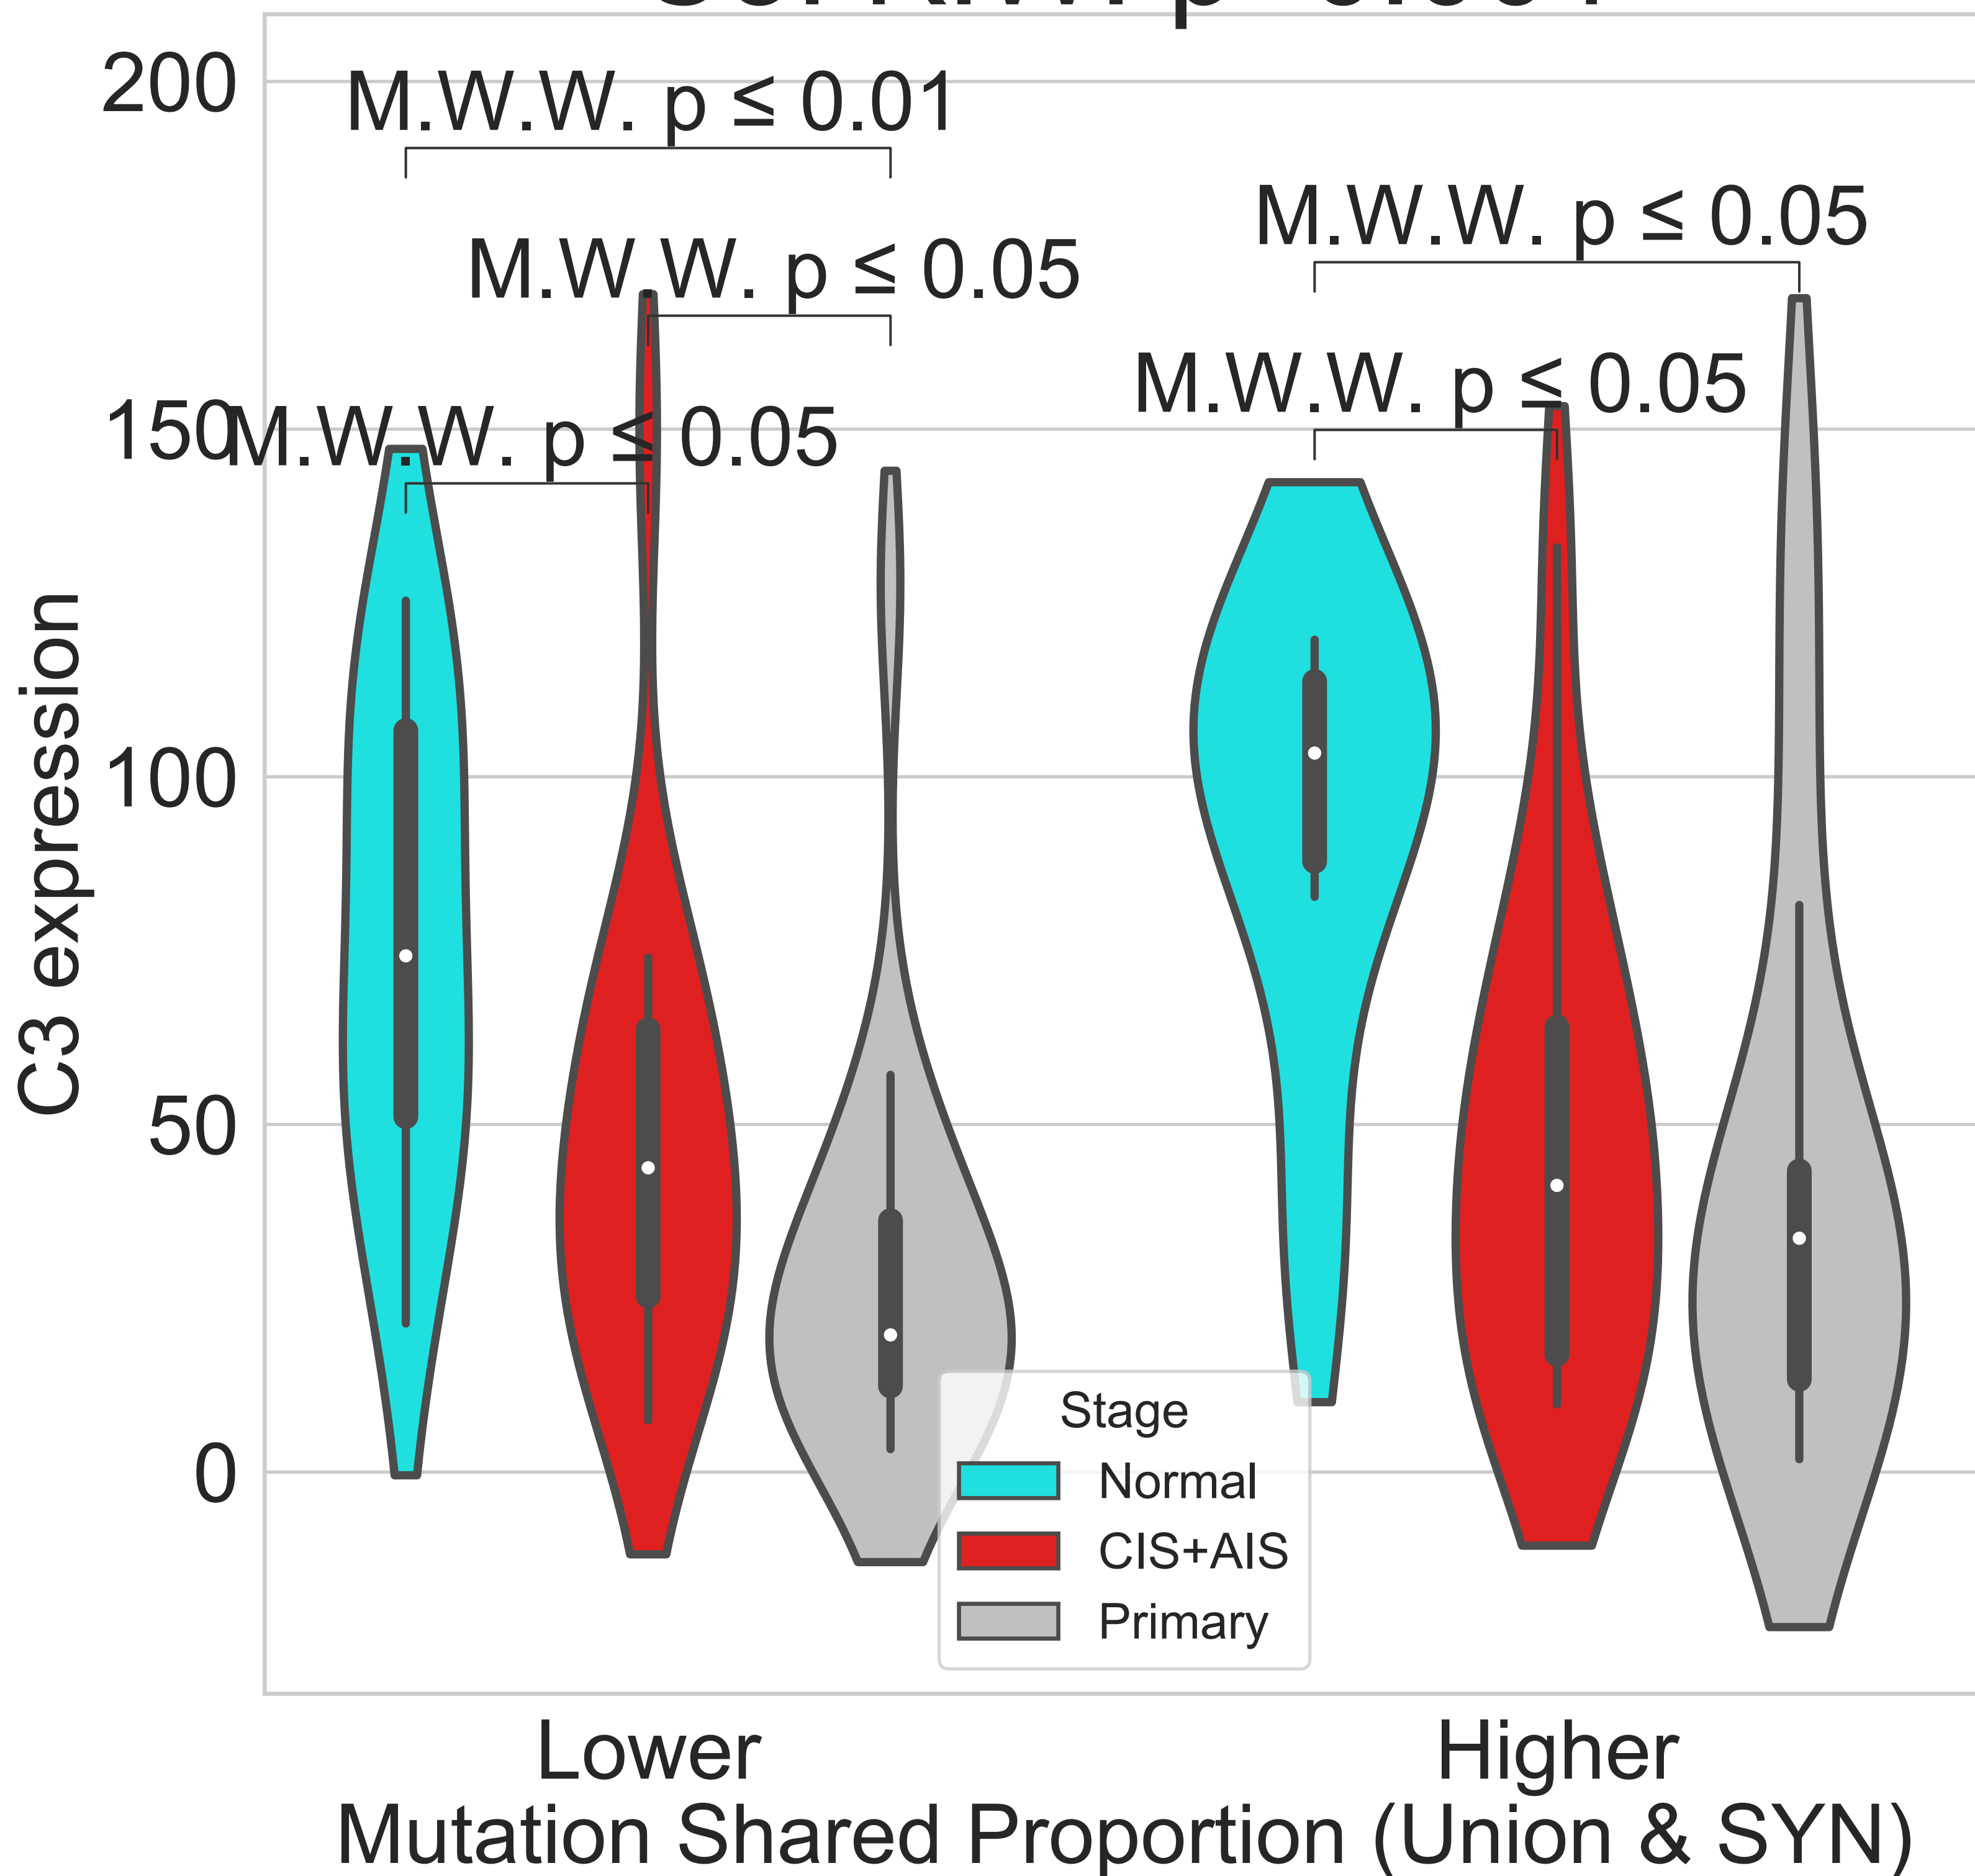 200
M.W.W. p ≤ 0.01
M.W.W. p ≤ 0.05
M.W.W. p ≤ 0.05
M.W.W. p ≤ 0.05
150
M.W.W. p ≤ 0.05
100
50
0
C3 expression
Stage
Normal
CIS+AIS
Primary
Lower
Higher
Mutation Shared Proportion (Union & SYN)